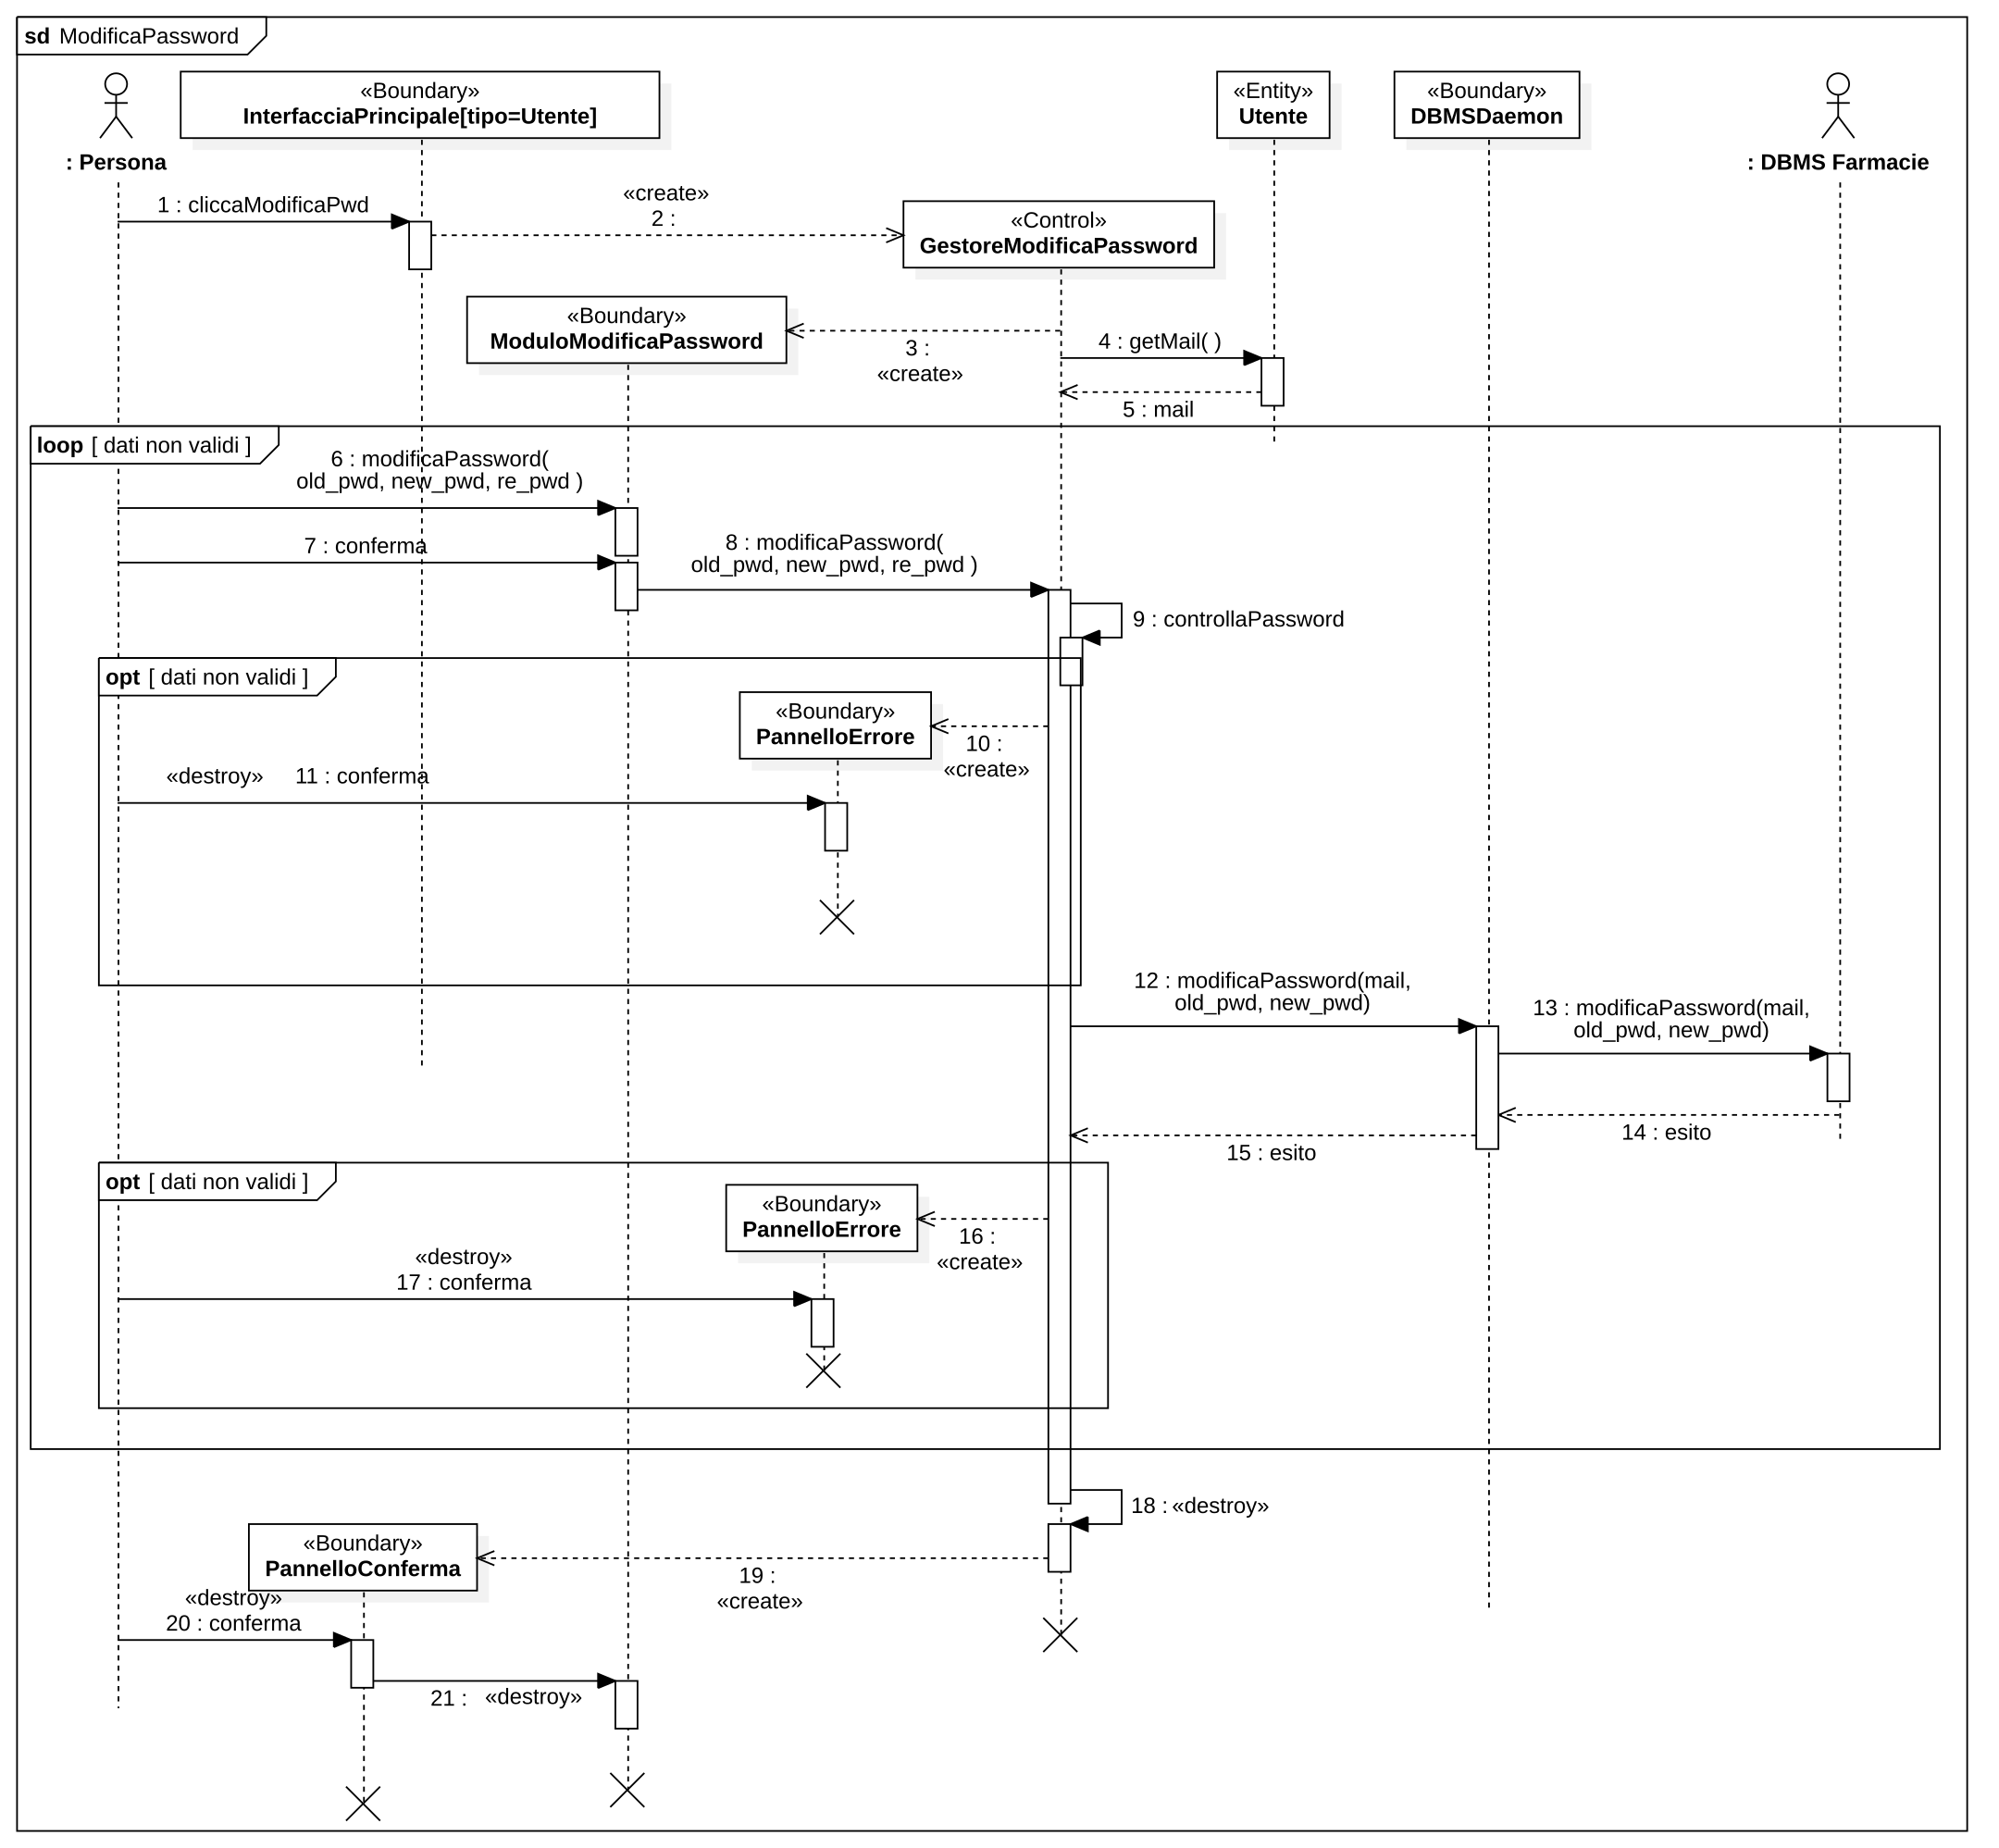 sd ModificaPassword
«Boundary»
InterfacciaPrincipale[tipo=Utente]
«Entity»
Utente
«Boundary»
DBMSDaemon
: Persona
: DBMS Farmacie
1 : cliccaModificaPwd
«create»
2 :
«Control»
GestoreModificaPassword
«Boundary»
ModuloModificaPassword
3 :
«create»
4 : getMail( )
5 : mail
loop [ dati non validi ]
6 : modificaPassword(
old_pwd, new_pwd, re_pwd )
7 : conferma
8 : modificaPassword(
old_pwd, new_pwd, re_pwd )
9 : controllaPassword
opt [ dati non validi ]
«Boundary»
PannelloErrore
10 :
«create»
«destroy» 11 : conferma
12 : modificaPassword(mail,
old_pwd, new_pwd)
13 : modificaPassword(mail,
old_pwd, new_pwd)
14 : esito
15 : esito
opt [ dati non validi ]
«Boundary»
PannelloErrore
16 :
«create»
«destroy»
17 : conferma
18 : «destroy»
«Boundary»
PannelloConferma
19 :
«create»
«destroy»
20 : conferma
21 : «destroy»